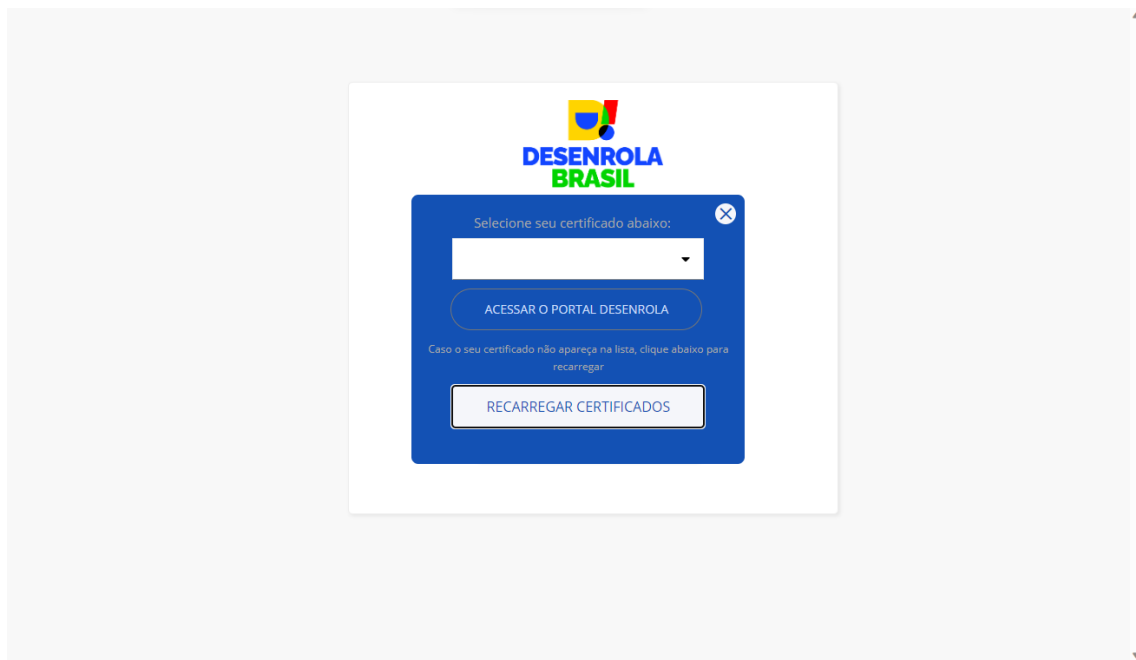 DESENROLA
BRASIL
Selecione seu certificado abaixo:
ACESSAR O PORTAL DESENROLA
Caso o seu certificado não apareça na lista, clique abaixo para
recarregar
RECARREGAR CERTIFICADOS